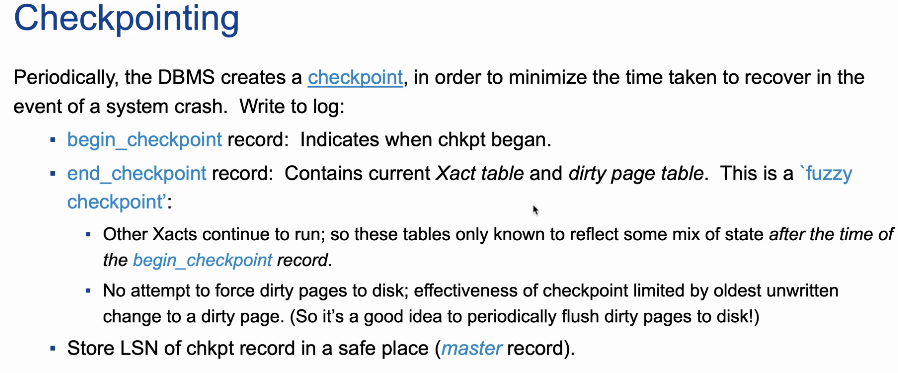 Checkpointing
Periodically, the DBMS creates a checkpoint, in order to minimize the time taken to recover in the
event of a system crash.  Write to log:
▪ begin_checkpoint record:  Indicates when chkpt began.
▪ end_checkpoint record:  Contains current Xact table and dirty page table.  This is a `fuzzy
checkpoint’:
▪ Other Xacts continue to run; so these tables only known to reflect some mix of state after the time of
the begin_checkpoint record.
▪ No attempt to force dirty pages to disk; effectiveness of checkpoint limited by oldest unwritten
change to a dirty page. (So it’s a good idea to periodically flush dirty pages to disk!)
▪ Store LSN of chkpt record in a safe place (master record).